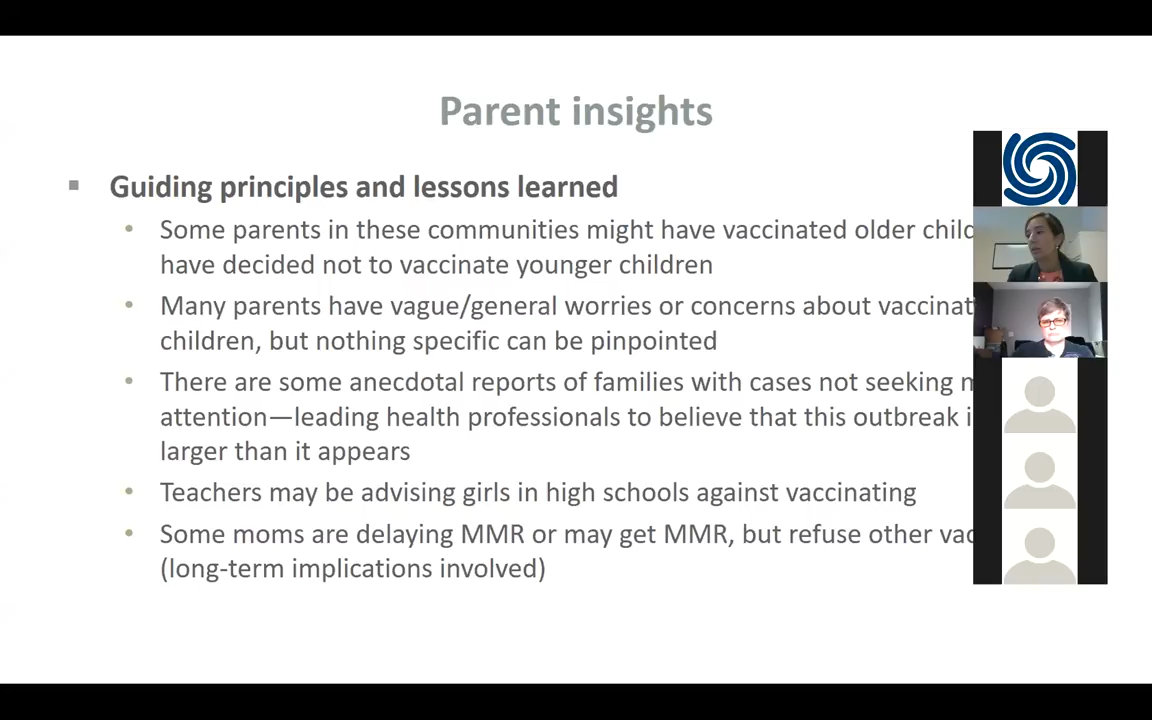 Parent insights
▪ Guiding principles and lessons learned
• Some parents in these communities might have vaccinated older
have decided not to vaccinate younger children
• Many parents have vague/general worries or concerns about
children, but nothing specific can be pinpointed
• There are some anecdotal reports of families with cases not seeking
attention—leading health professionals to believe that this outbreak
larger than it appears
• Teachers may be advising girls in high schools against vaccinating
• Some moms are delaying MMR or may get MMR, but refuse other
(long-term implications involved)